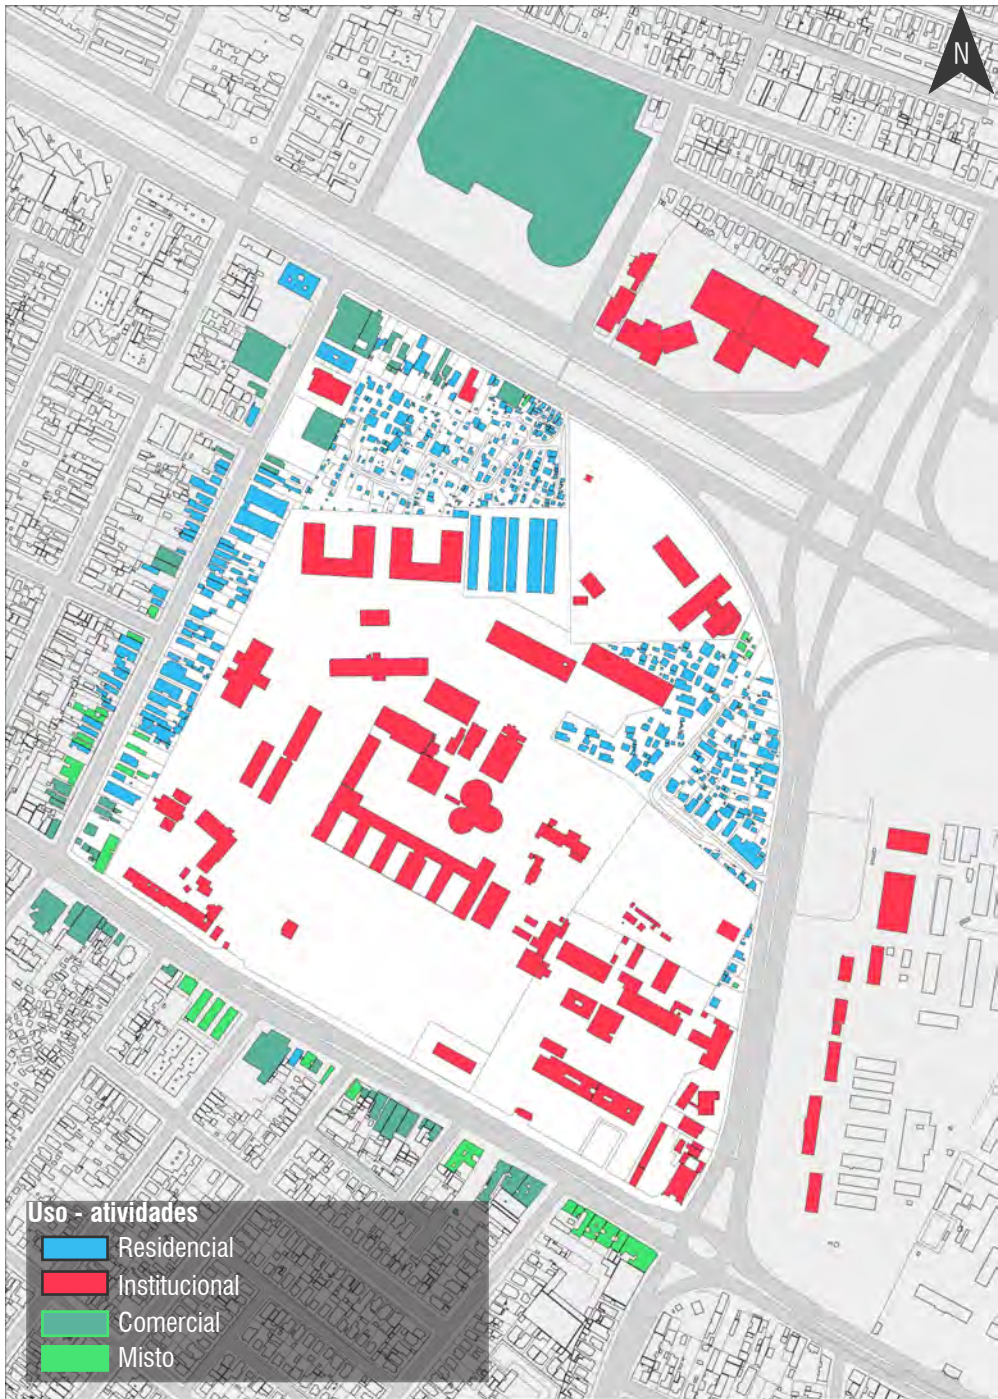 N
Uso - atividades
Residencial
Institucional
Comercial
Misto